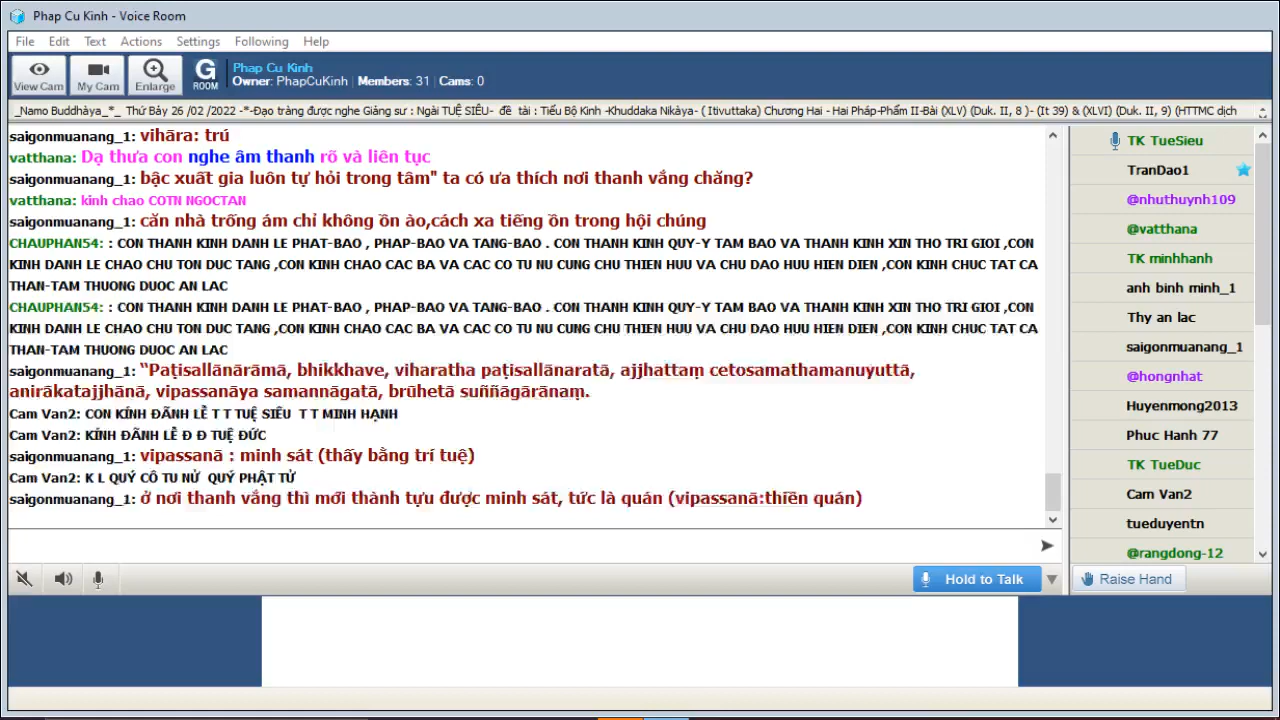 Phap Cu Kinh - Voice Room
File Edit Text Actions Settings Following Help
View Cam
My Cam
Enlarge
G ROOM
Phap Cu Kinh
Owner: PhapCuKinh | Members: 31 | Cams: 0
_Namo Buddhàya_*_ Thứ Bảy 26 /02 /2022 -*-Đạo tràng được nghe Giảng sư : Ngài TUỆ SIÊU- đề tài : Tiểu Bộ Kinh -Khuddaka Nikàya- ( Itivuttaka) Chương Hai - Hai Pháp-Phẩm II-Bài (XLV) (Duk. II, 8 )- (It 39) & (XLVI) (Duk. II, 9) (HTTMC dịch
saigonmuanang_1: vihāra: trú
vatthana: Dạ thưa con nghe âm thanh rõ và liên tục
saigonmuanang_1: bậc xuất gia luôn tự hỏi trong tâm" ta có ưa thích nơi thanh vắng chăng?
vatthana: kinh chao COTN NGOCTAN
saigonmuanang_1: căn nhà trống ám chỉ không ồn ào,cách xa tiếng ồn trong hội chúng
CHAUPHAN54: : CON THANH KINH DANH LE PHAT-BAO , PHAP-BAO VA TANG-BAO . CON THANH KINH QUY-Y TAM BAO VA THANH KINH XIN THO TRI GIOI ,CON
KINH DANH LE CHAO CHU TON DUC TANG ,CON KINH CHAO CAC BA VA CAC CO TU NU CUNG CHU THIEN HUU VA CHU DAO HUU HIEN DIEN ,CON KINH CHUC TAT CA
THAN-TAM THUONG DUOC AN LAC
CHAUPHAN54: : CON THANH KINH DANH LE PHAT-BAO , PHAP-BAO VA TANG-BAO . CON THANH KINH QUY-Y TAM BAO VA THANH KINH XIN THO TRI GIOI ,CON
KINH DANH LE CHAO CHU TON DUC TANG ,CON KINH CHAO CAC BA VA CAC CO TU NU CUNG CHU THIEN HUU VA CHU DAO HUU HIEN DIEN ,CON KINH CHUC TAT CA
THAN-TAM THUONG DUOC AN LAC
saigonmuanang_1: “Paṭisallānārāmā, bhikkhave, viharatha paṭisallānaratā, ajjhattaṃ cetosamathamanuyuttā,
anirākatajjhānā, vipassanāya samannāgatā, brūhetā suññāgārānaṃ.
Cam Van2: CON KÍNH ĐÃNH LỄ T T TUỆ SIÊU T T MINH HẠNH
Cam Van2: KÍNH ĐÃNH LỄ Đ Đ TUỆ ĐỨC
saigonmuanang_1: vipassanā : minh sát (thấy bằng trí tuệ)
Cam Van2: K L QUÝ CÔ TU NỬ QUÝ PHẬT TỬ
saigonmuanang_1: ở nơi thanh vắng thì mới thành tựu được minh sát, tức là quán (vipassanā:thiền quán)
Hold to Talk
TK TueSieu
TranDao1
@nhuthuynh109
@vatthana
TK minhhanh
anh binh minh_1
Thy an lac
saigonmuanang_1
@hongnhat
Huyenmong2013
Phuc Hanh 77
TK TueDuc
Cam Van2
tueduyentn
@rangdong-12
Raise Hand